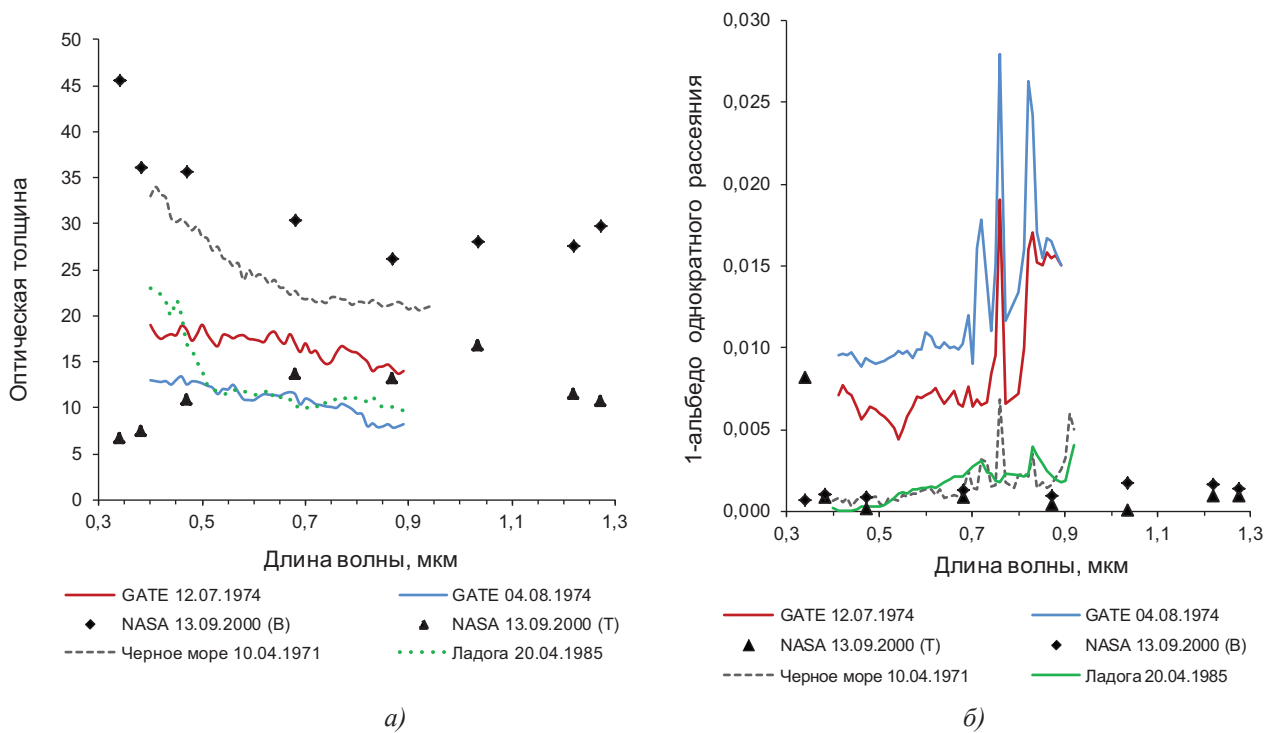 Оптическая толщина
50
45
40
35
30
25
20
15
10
5
0
0,3
0,5
0,7
0,9
1,1
1,3
Длина волны, мкм
GATE 12.07.1974
GATE 04.08.1974
NASA 13.09.2000 (B)
NASA 13.09.2000 (T)
Черное море 10.04.1971
Ладога 20.04.1985
а)
1-альбедо однократного рассеяния
0,030
0,025
0,020
0,015
0,010
0,005
0,000
0,3
0,5
0,7
0,9
1,1
1,3
Длина волны, мкм
GATE 12.07.1974
GATE 04.08.1974
NASA 13.09.2000 (T)
NASA 13.09.2000 (B)
Черное море 10.04.1971
Ладога 20.04.1985
б)